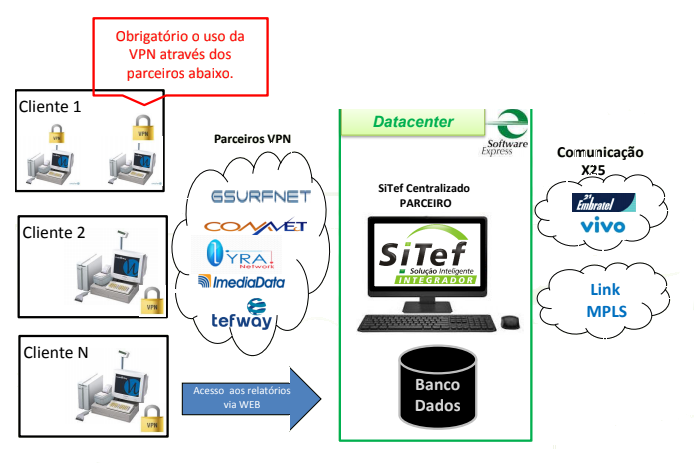 Obrigatório o uso da
VPN através dos
parceiros abaixo.
Cliente 1
VPN
VPN
Cliente 2
VPN
Cliente N
VPN
Parceiros VPN
GSURFNET
CONNET
LYRA
Network
ImediaData
tefway
Acesso aos relatórios
via WEB
Datacenter
Software
Express
SiTef Centralizado
PARCEIRO
SiTef
Solução Inteligente
INTEGRADOR
Banco
Dados
Comunicação
X25
21
Embratel
vivo
Link
MPLS